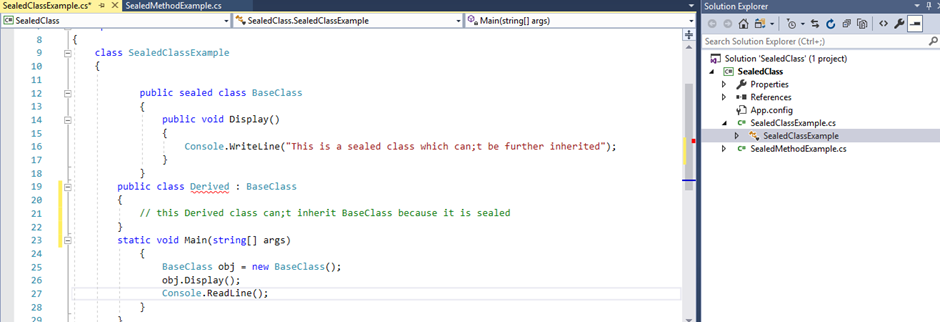 SealedClassExample.cs*
SealedMethodExample.cs
SealedClass
SealedClass.SealedClassExample
Main(string[] args)
8 {
9 class SealedClassExample
10 {
11
12 public sealed class BaseClass
13 {
14 public void Display()
15 {
16 Console.WriteLine("This is a sealed class which can;t be further inherited");
17 }
18 }
19 public class Derived : BaseClass
20 {
21 // this Derived class can;t inherit BaseClass because it is sealed
22 }
23 static void Main(string[] args)
24 {
25 BaseClass obj = new BaseClass();
26 obj.Display();
27 Console.ReadLine();
28 }
29 }
Solution Explorer
Search Solution Explorer (Ctrl+;)
Solution 'SealedClass' (1 project)
C# SealedClass
Properties
References
App.config
C# SealedClassExample.cs
SealedClassExample
C# SealedMethodExample.cs